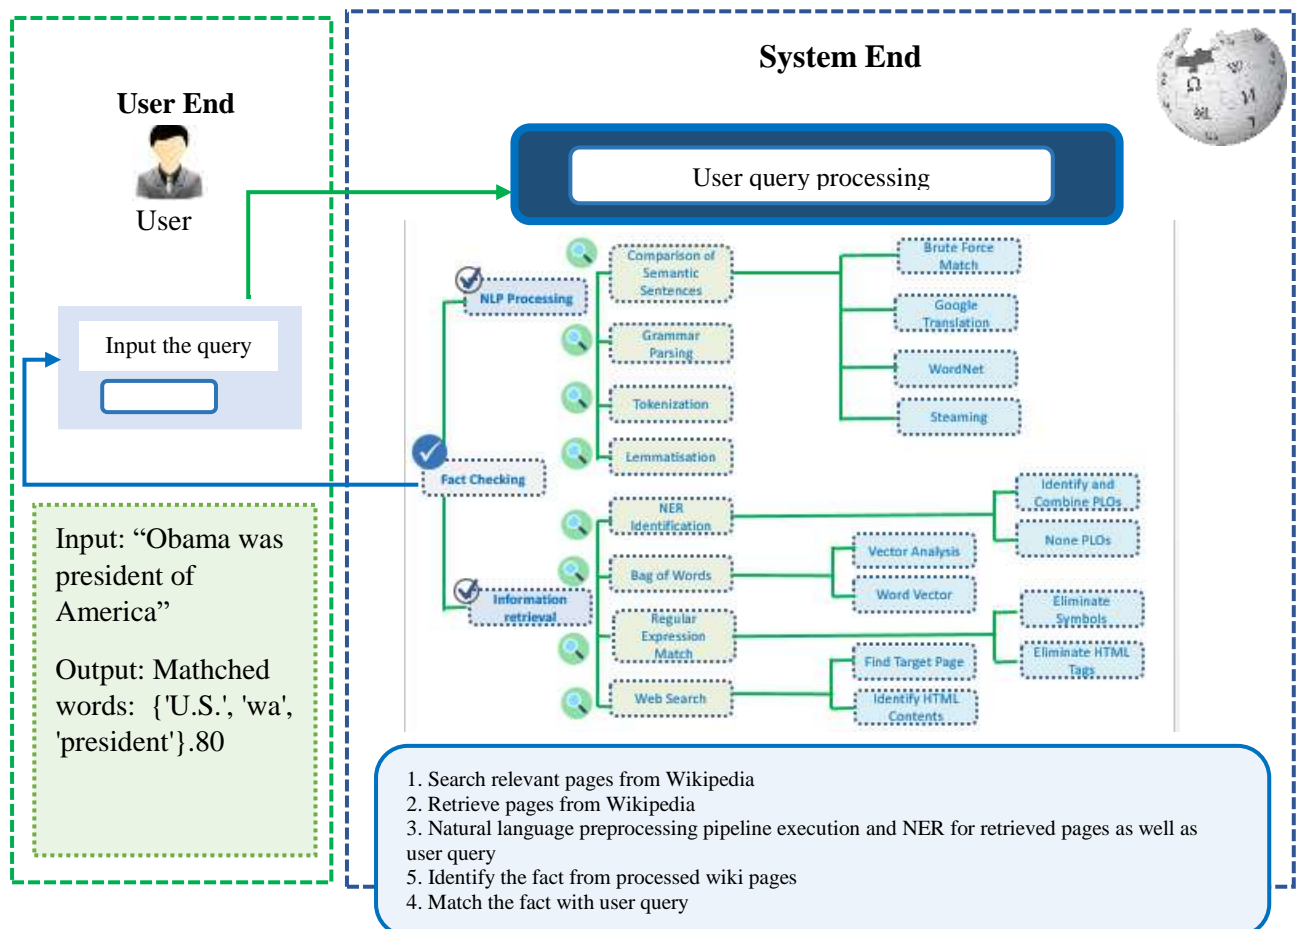 System End
User End
User
User query processing
Input the query
Input: “Obama was
president of
America”
Output: Mathched
words: {'U.S.', 'wa',
'president'}.80
Fact Checking
NLP Processing
Comparison of
Semantic
Sentences
Brute Force
Match
Google
Translation
WordNet
Steaming
Grammar
Parsing
Tokenization
Lemmatisation
Information
retrieval
NER
Identification
Identify and
Combine PLOs
None PLOs
Bag of Words
Vector Analysis
Word Vector
Regular
Expression
Match
Eliminate
Symbols
Eliminate HTML
Tags
Web Search
Find Target Page
Identify HTML
Contents
1. Search relevant pages from Wikipedia
2. Retrieve pages from Wikipedia
3. Natural language preprocessing pipeline execution and NER for retrieved pages as well as
user query
5. Identify the fact from processed wiki pages
4. Match the fact with user query